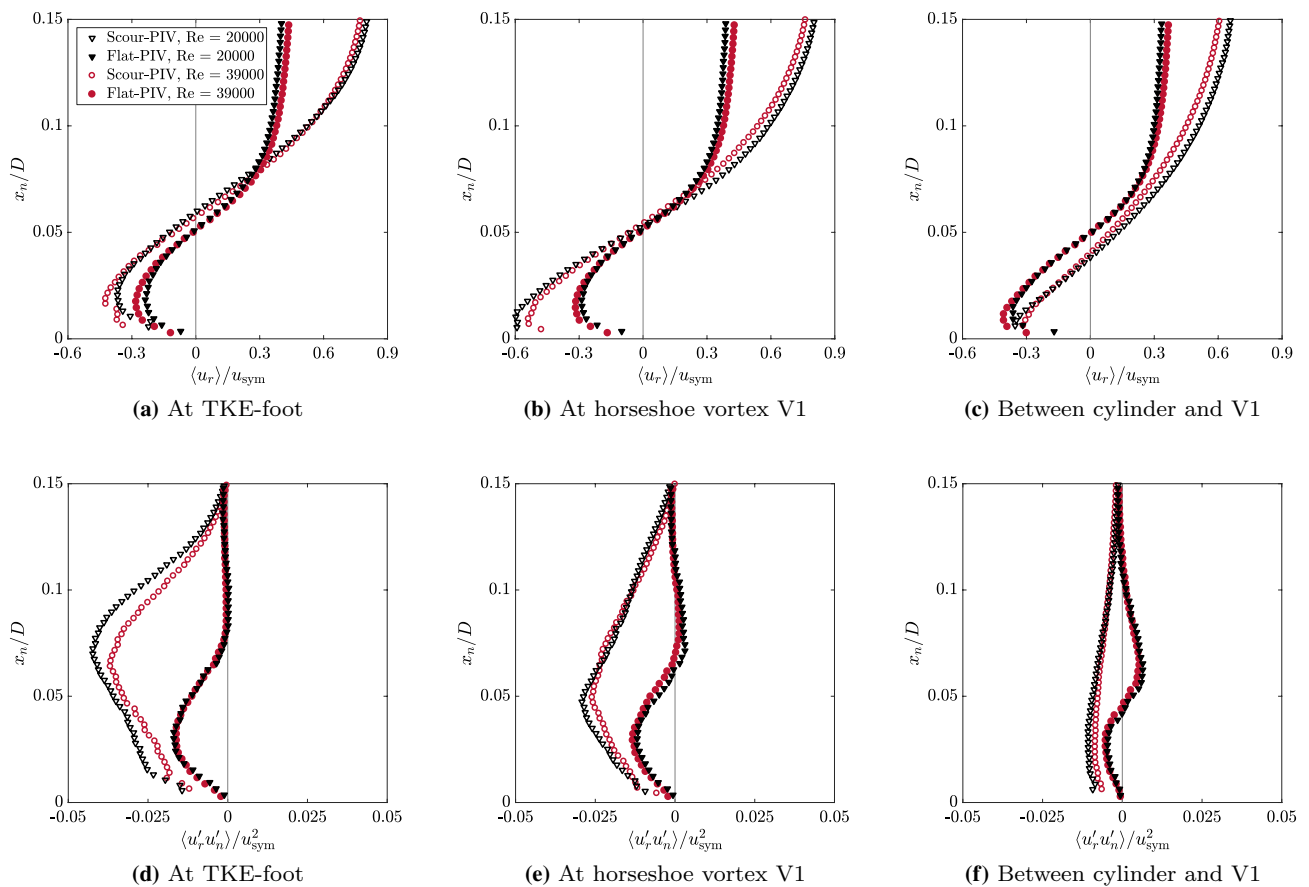 0.15
0.1
0.05
0
x_n/D
-0.6
-0.3
0
0.3
0.6
0.9
⟨u_r⟩/u_sym
Scour-PIV, Re = 20000
Flat-PIV, Re = 20000
Scour-PIV, Re = 39000
Flat-PIV, Re = 39000
(a) At TKE-foot
0.15
0.1
0.05
0
x_n/D
-0.6
-0.3
0
0.3
0.6
0.9
⟨u_r⟩/u_sym
(b) At horseshoe vortex V1
0.15
0.1
0.05
0
x_n/D
-0.6
-0.3
0
0.3
0.6
0.9
⟨u_r⟩/u_sym
(c) Between cylinder and V1
0.15
0.1
0.05
0
x_n/D
-0.05
-0.025
0
0.025
0.05
⟨u′_r u′_n⟩/u²_sym
(d) At TKE-foot
0.15
0.1
0.05
0
x_n/D
-0.05
-0.025
0
0.025
0.05
⟨u′_r u′_n⟩/u²_sym
(e) At horseshoe vortex V1
0.15
0.1
0.05
0
x_n/D
-0.05
-0.025
0
0.025
0.05
⟨u′_r u′_n⟩/u²_sym
(f) Between cylinder and V1